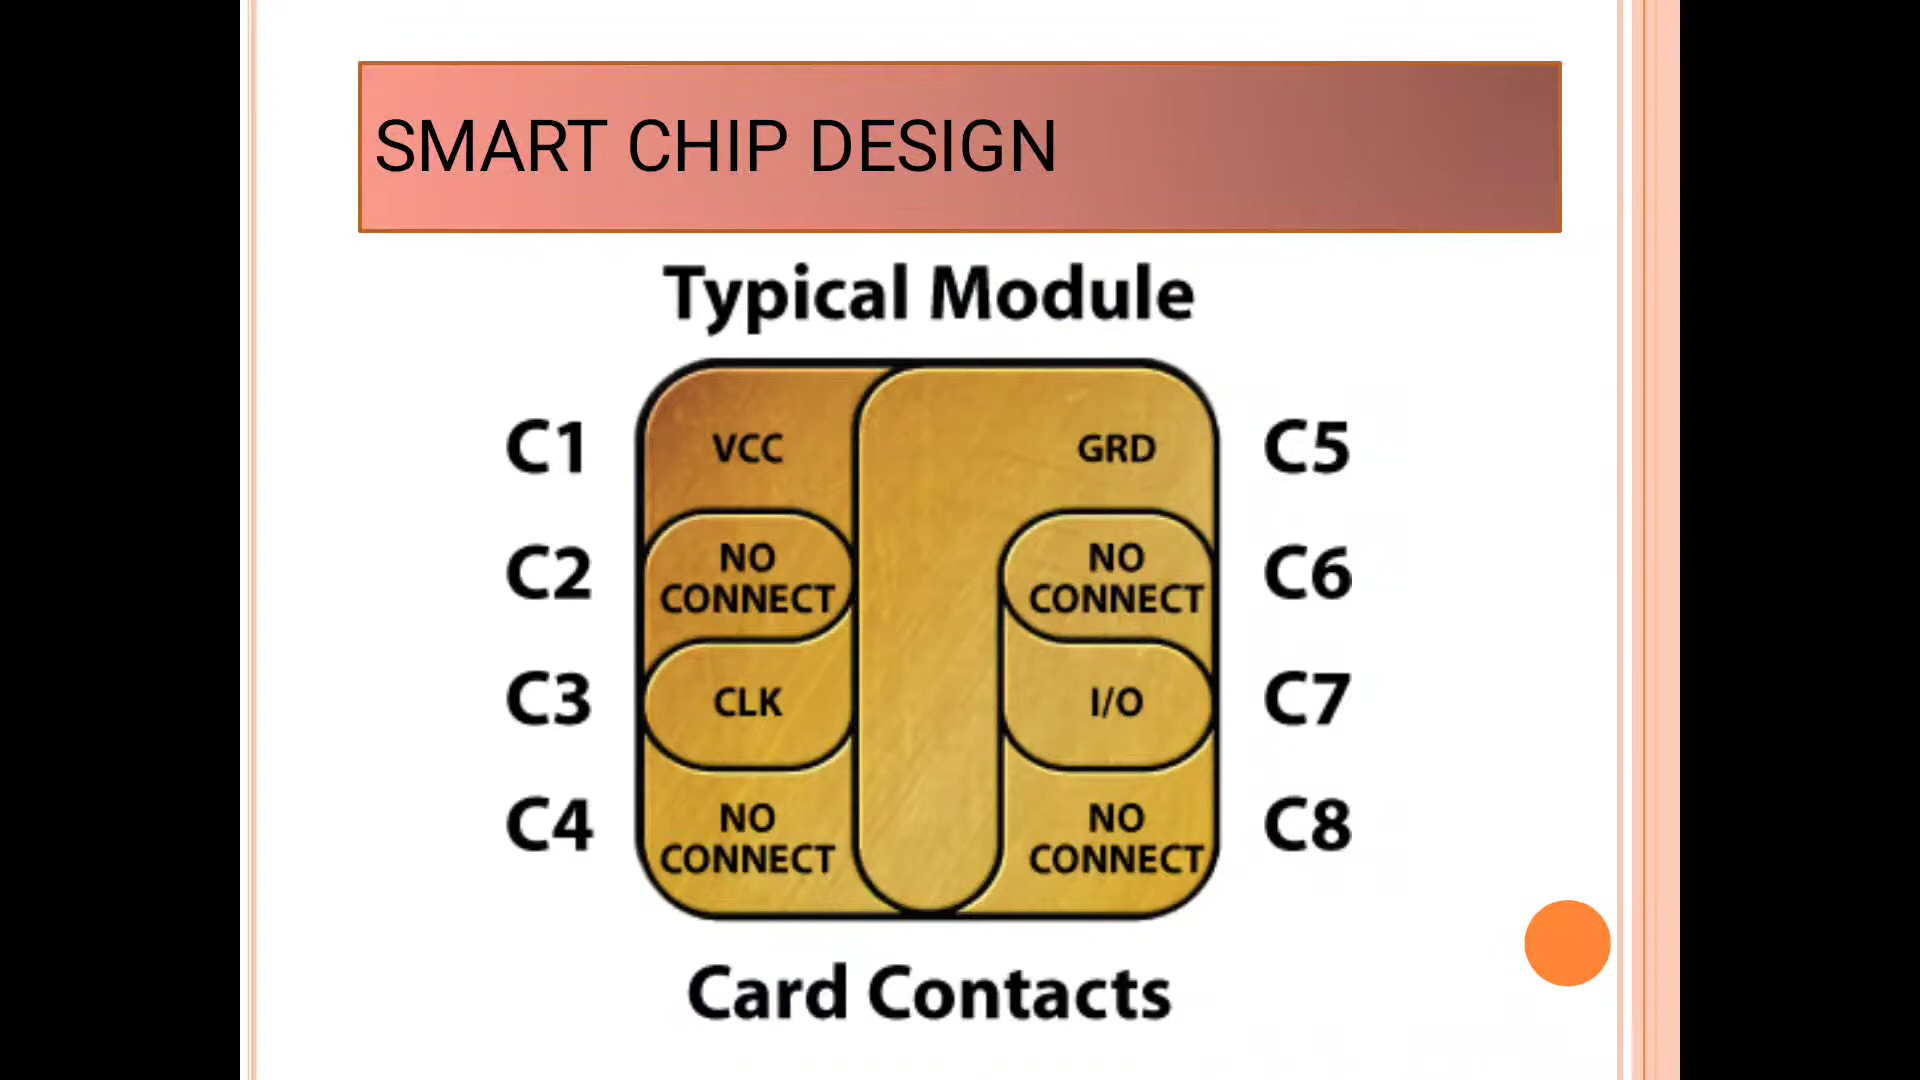 SMART CHIP DESIGN
Typical Module
C1 VCC GRD C5
C2 NO CONNECT NO CONNECT C6
C3 CLK I/O C7
C4 NO CONNECT NO CONNECT C8
Card Contacts